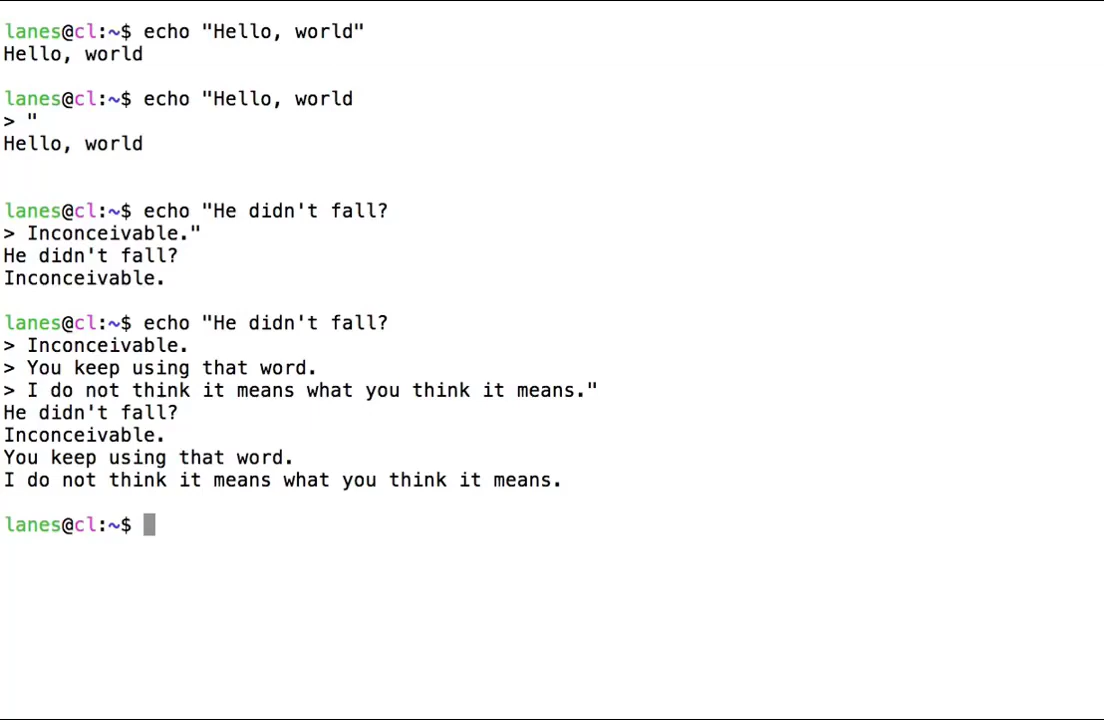 lanes@cl:~$ echo "Hello, world"
Hello, world
lanes@cl:~$ echo "Hello, world
> "
Hello, world
lanes@cl:~$ echo "He didn't fall?
> Inconceivable."
He didn't fall?
Inconceivable.
lanes@cl:~$ echo "He didn't fall?
> Inconceivable.
> You keep using that word.
> I do not think it means what you think it means."
He didn't fall?
Inconceivable.
You keep using that word.
I do not think it means what you think it means.
lanes@cl:~$